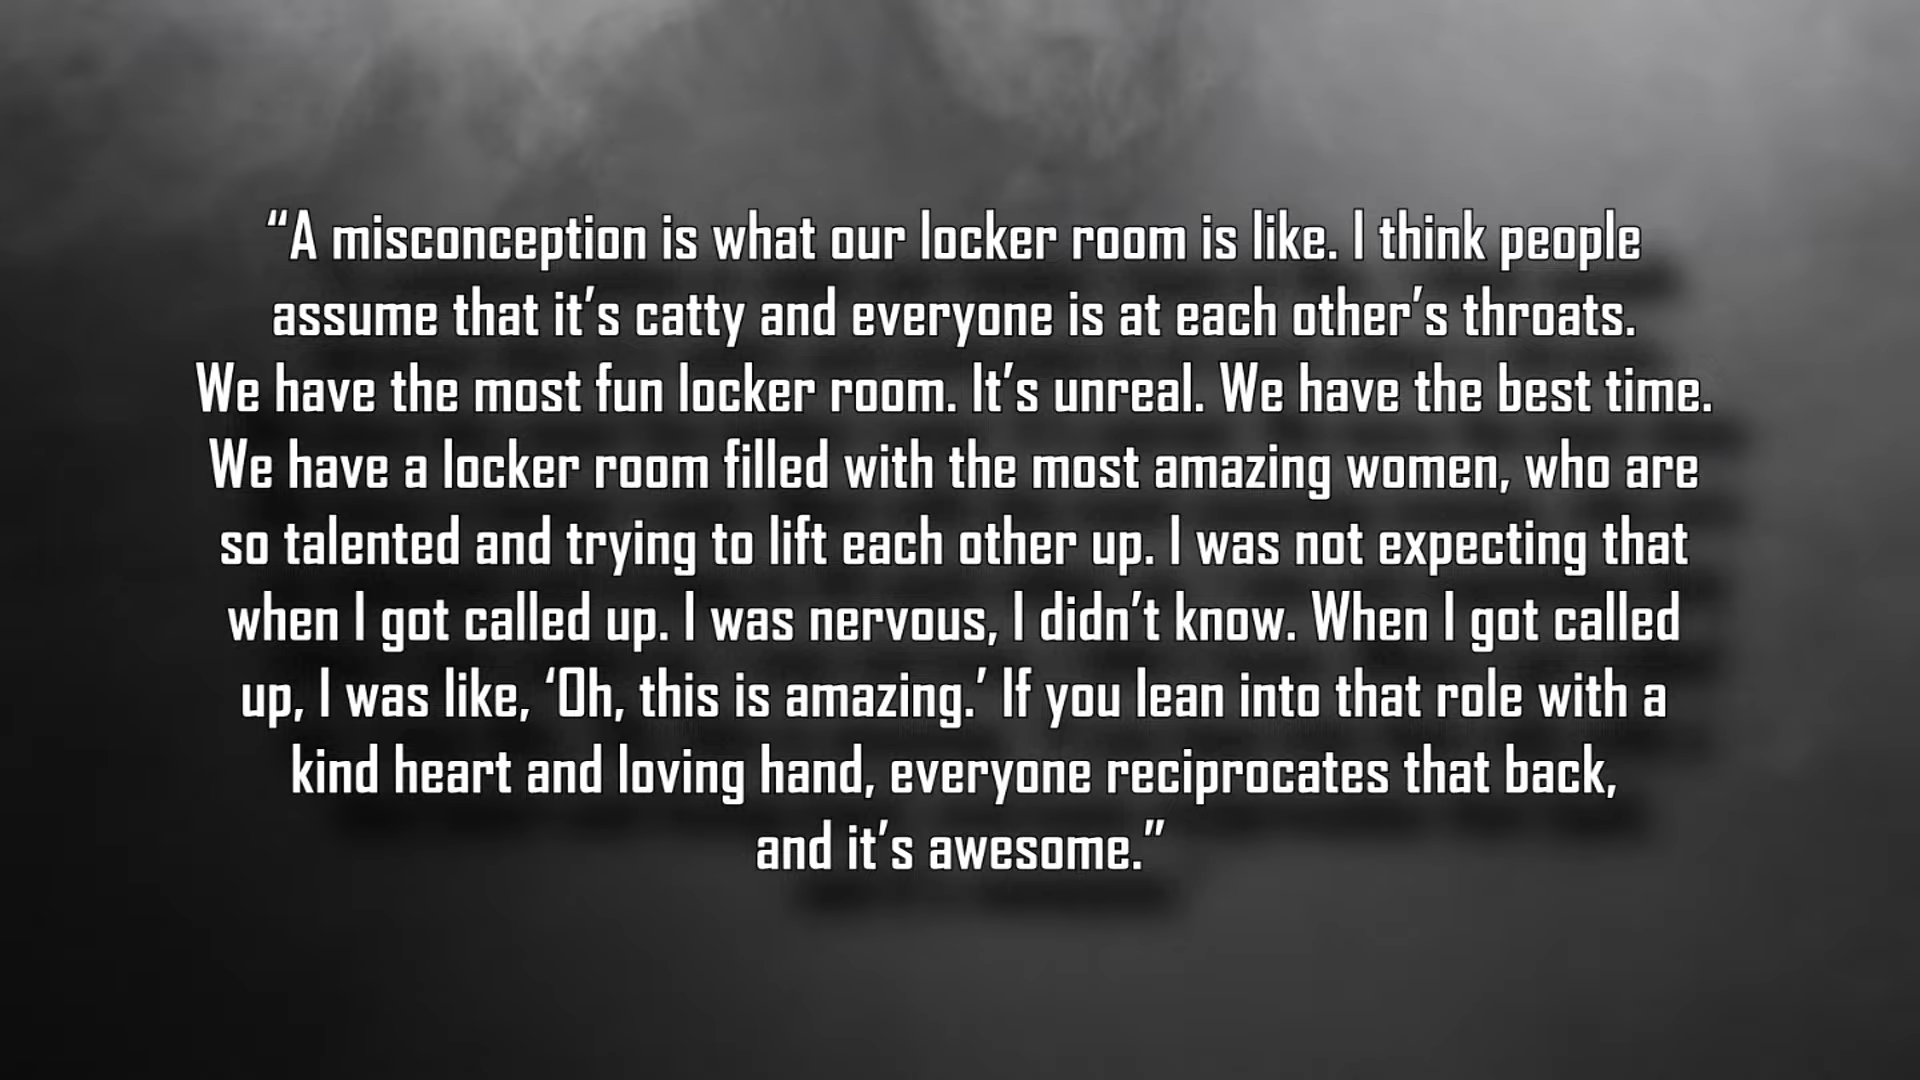 “A misconception is what our locker room is like. I think people
assume that it’s catty and everyone is at each other’s throats.
We have the most fun locker room. It’s unreal. We have the best time.
We have a locker room filled with the most amazing women, who are
so talented and trying to lift each other up. I was not expecting that
when I got called up. I was nervous, I didn’t know. When I got called
up, I was like, ‘Oh, this is amazing.’ If you lean into that role with a
kind heart and loving hand, everyone reciprocates that back,
and it’s awesome.”